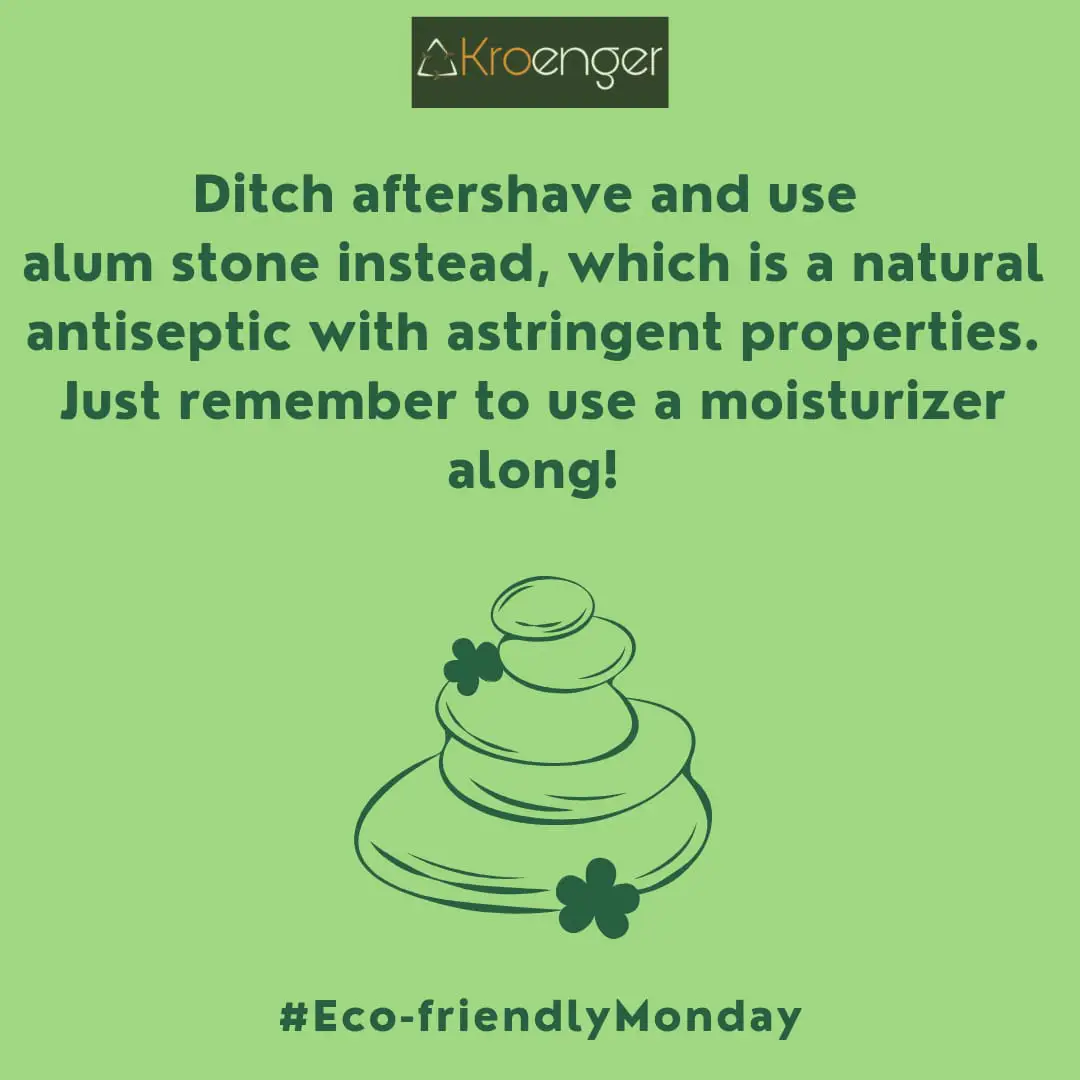 Kroenger
Ditch aftershave and use
alum stone instead, which is a natural
antiseptic with astringent properties.
Just remember to use a moisturizer
along!
#Eco-friendlyMonday